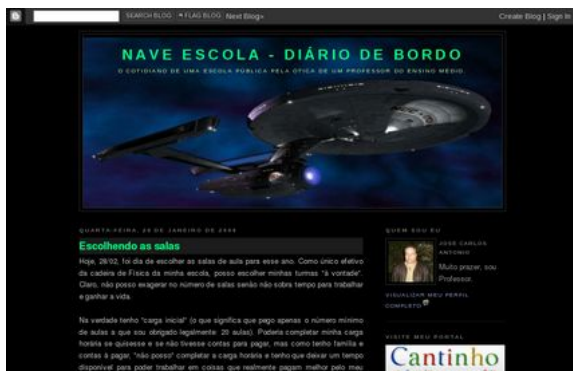 SEARCH BLOG FLAG BLOG Next Blog» Create Blog | Sign In
NAVE ESCOLA - DIÁRIO DE BORDO
O COTIDIANO DE UMA ESCOLA PÚBLICA PELA ÓTICA DE UM PROFESSOR DO ENSINO MÉDIO.
QUARTA-FEIRA, DE JANEIRO DE
Escolhendo as salas
Hoje, 28/02, foi dia de escolher as salas de aula para esse ano. Como único efetivo
da cadeira de Física da minha escola, posso escolher minhas turmas "à vontade".
Claro, não posso exagerar no número de salas senão não sobra tempo para trabalhar
e ganhar a vida.
Na verdade tenho "carga inicial" (o que significa que pego apenas o número mínimo
de aulas a que sou obrigado legalmente: 20 aulas). Poderia completar minha carga
horária se quisesse e se não tivesse contas para pagar, mas como tenho família e
contas à pagar, "não posso" completar a carga horária e tenho que deixar um tempo
disponível para poder trabalhar em coisas que realmente pagam melhor pelo meu
QUEM SOU EU
JOSÉ CARLOS
ANTONIO
Muito prazer, sou
Professor.
VISUALIZAR MEU PERFIL
COMPLETO
VISITE MEU PORTAL
Cantinho